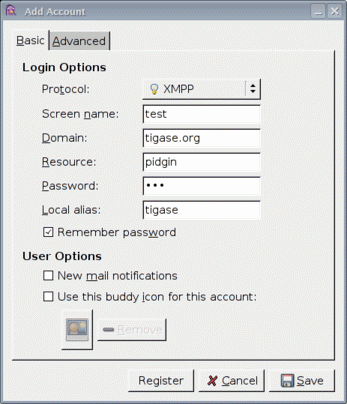 Add Account
Basic Advanced
Login Options
Protocol: XMPP
Screen name: test
Domain: tigase.org
Resource: pidgin
Password: •••
Local alias: tigase
Remember password
User Options
New mail notifications
Use this buddy icon for this account:
Remove
Register Cancel Save